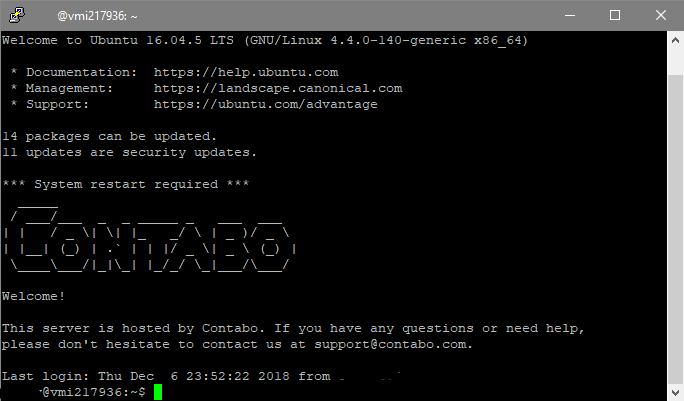 @vmi217936: ~
Welcome to Ubuntu 16.04.5 LTS (GNU/Linux 4.4.0-140-generic x86_64)
* Documentation:  https://help.ubuntu.com
* Management:     https://landscape.canonical.com
* Support:        https://ubuntu.com/advantage
14 packages can be updated.
11 updates are security updates.
*** System restart required ***
CONTABO
Welcome!
This server is hosted by Contabo. If you have any questions or need help,
please don't hesitate to contact us at support@contabo.com.
Last login: Thu Dec  6 23:52:22 2018 from
@vmi217936:~$